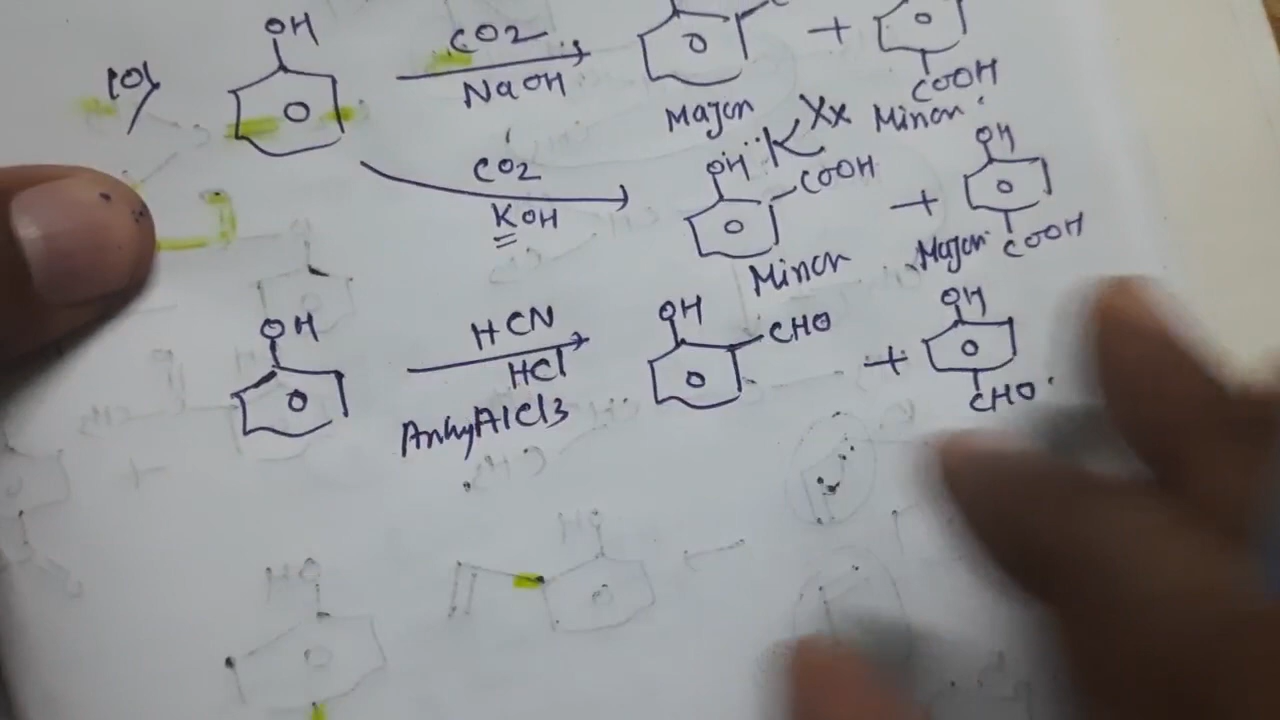 10)
OH
CO2
NaOH
Major
+
COOH
Minor
CO2
KOH
OH
COOH
Minor
+
OH
COOH
Major
OH
HCN
HCl
Anhy AlCl3
OH
CHO
+
OH
CHO